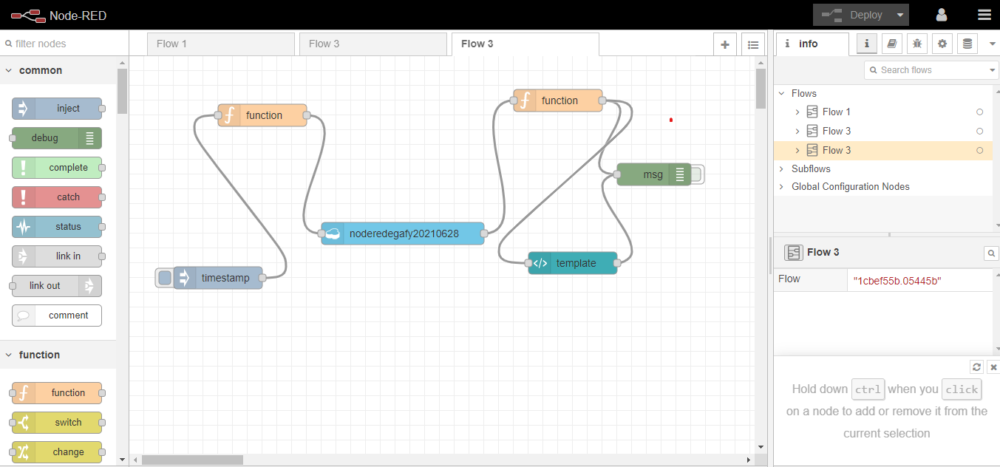 Node-RED
Deploy
filter nodes
Flow 1
Flow 3
Flow 3
i info
i
Search flows
common
inject
debug
complete
catch
status
link in
link out
comment
function
function
switch
change
function
timestamp
noderedegafy20210628
function
msg
template
Flows
Flow 1
Flow 3
Flow 3
Subflows
Global Configuration Nodes
Flow 3
Flow "1cbef55b.05445b"
Hold down ctrl when you click
on a node to add or remove it from the
current selection